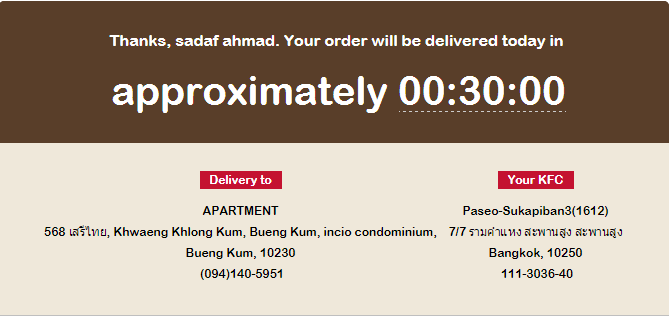 Thanks, sadaf ahmad. Your order will be delivered today in
approximately 00:30:00
Delivery to
APARTMENT
568 เสรีไทย, Khwaeng Khlong Kum, Bueng Kum, incio condominium,
Bueng Kum, 10230
(094)140-5951
Your KFC
Paseo-Sukapiban3(1612)
7/7 รามคำแหง สะพานสูง สะพานสูง
Bangkok, 10250
111-3036-40